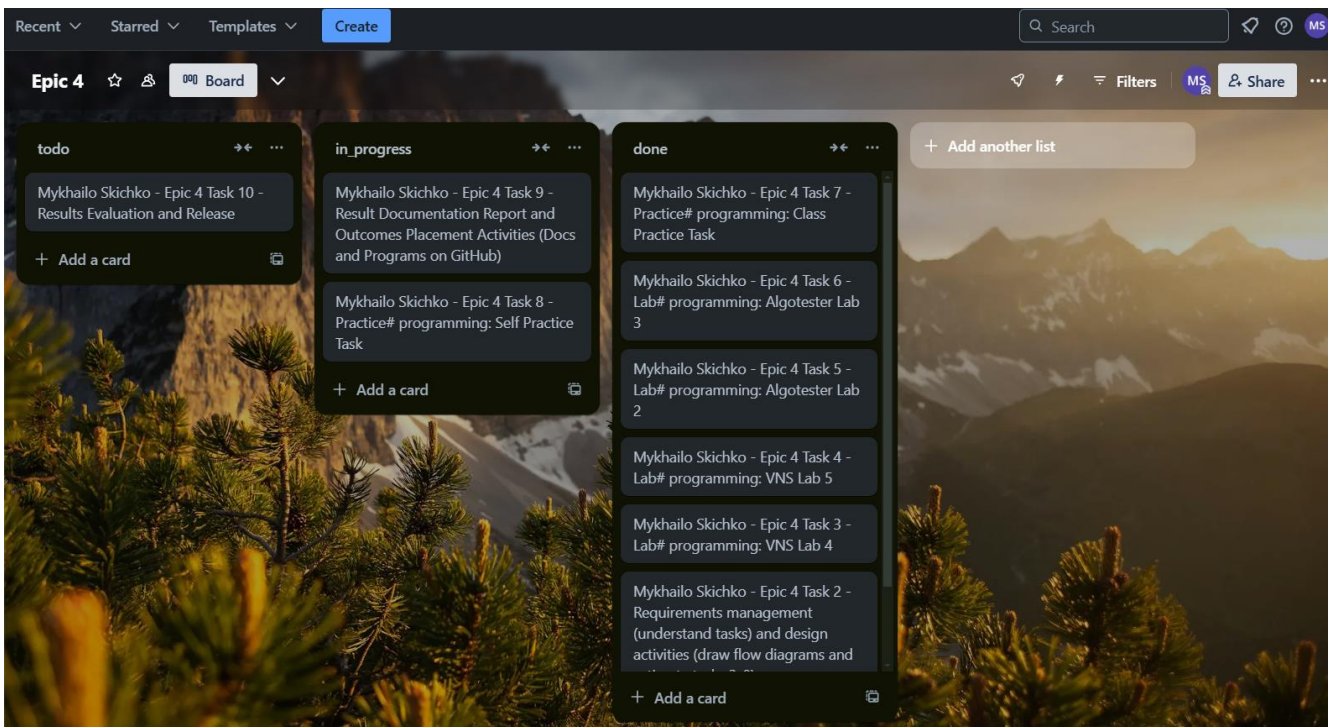 Recent
Starred
Templates
Create
Search
MS
Epic 4
Board
Filters
MS
Share
todo
Mykhailo Skichko - Epic 4 Task 10 -
Results Evaluation and Release
+ Add a card
in_progress
Mykhailo Skichko - Epic 4 Task 9 -
Result Documentation Report and
Outcomes Placement Activities (Docs
and Programs on GitHub)
Mykhailo Skichko - Epic 4 Task 8 -
Practice# programming: Self Practice
Task
+ Add a card
done
Mykhailo Skichko - Epic 4 Task 7 -
Practice# programming: Class
Practice Task
Mykhailo Skichko - Epic 4 Task 6 -
Lab# programming: Algotester Lab
3
Mykhailo Skichko - Epic 4 Task 5 -
Lab# programming: Algotester Lab
2
Mykhailo Skichko - Epic 4 Task 4 -
Lab# programming: VNS Lab 5
Mykhailo Skichko - Epic 4 Task 3 -
Lab# programming: VNS Lab 4
Mykhailo Skichko - Epic 4 Task 2 -
Requirements management
(understand tasks) and design
activities (draw flow diagrams and
+ Add a card
+ Add another list